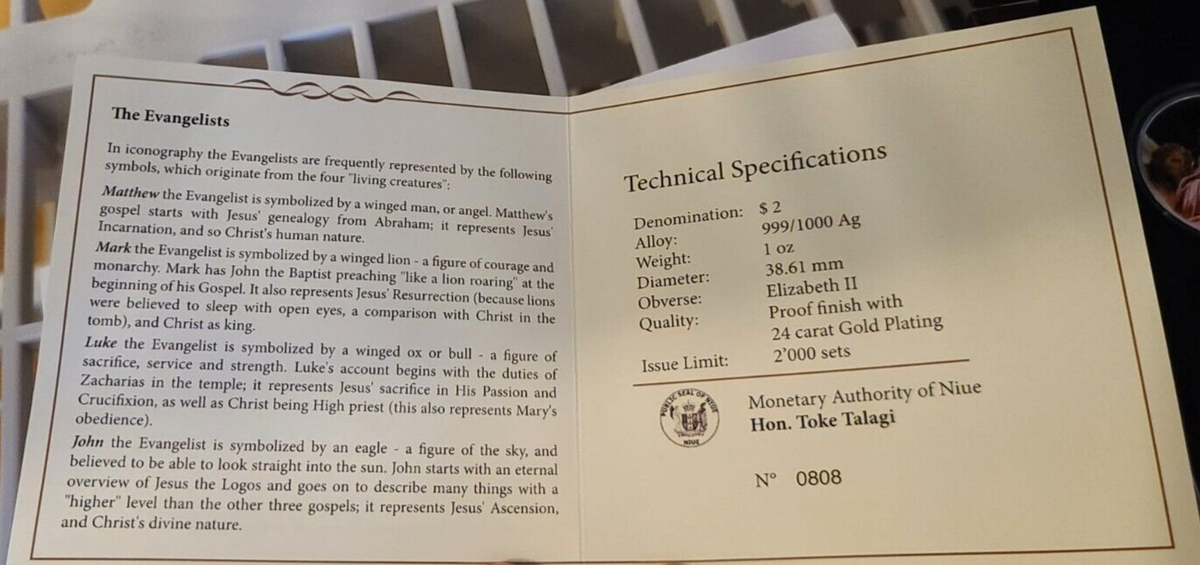 The Evangelists
In iconography the Evangelists are frequently represented by the following
symbols, which originate from the four "living creatures":
Matthew the Evangelist is symbolized by a winged man, or angel. Matthew's
gospel starts with Jesus' genealogy from Abraham; it represents Jesus'
Incarnation, and so Christ's human nature.
Mark the Evangelist is symbolized by a winged lion - a figure of courage and
monarchy. Mark has John the Baptist preaching "like a lion roaring" at the
beginning of his Gospel. It also represents Jesus' Resurrection (because lions
were believed to sleep with open eyes, a comparison with Christ in the
tomb), and Christ as king.
Luke the Evangelist is symbolized by a winged ox or bull - a figure of
sacrifice, service and strength. Luke's account begins with the duties of
Zacharias in the temple; it represents Jesus' sacrifice in His Passion and
Crucifixion, as well as Christ being High priest (this also represents Mary's
obedience).
John the Evangelist is symbolized by an eagle - a figure of the sky, and
believed to be able to look straight into the sun. John starts with an eternal
overview of Jesus the Logos and goes on to describe many things with a
"higher" level than the other three gospels; it represents Jesus' Ascension,
and Christ's divine nature.
Technical Specifications
Denomination: $ 2
Alloy: 999/1000 Ag
Weight: 1 oz
Diameter: 38.61 mm
Obverse: Elizabeth II
Quality: Proof finish with
24 carat Gold Plating
Issue Limit: 2'000 sets
PUBLIC SEAL OF NIUE
NIUE
Monetary Authority of Niue
Hon. Toke Talagi
N° 0808